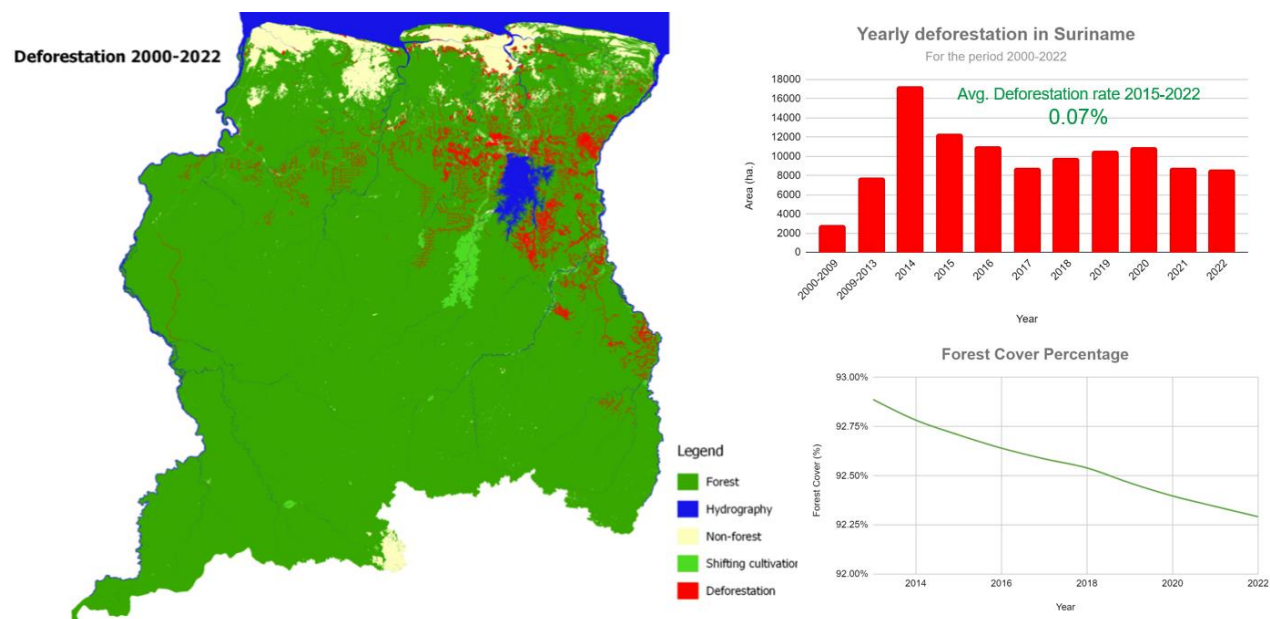 Deforestation 2000-2022
Legend
Forest
Hydrography
Non-forest
Shifting cultivation
Deforestation
Yearly deforestation in Suriname
For the period 2000-2022
Avg. Deforestation rate 2015-2022
0.07%
Area (ha.)
18000
16000
14000
12000
10000
8000
6000
4000
2000
0
2000-2009
2009-2013
2014
2015
2016
2017
2018
2019
2020
2021
2022
Year
Forest Cover Percentage
Forest Cover (%)
93.00%
92.75%
92.50%
92.25%
92.00%
2014
2016
2018
2020
2022
Year